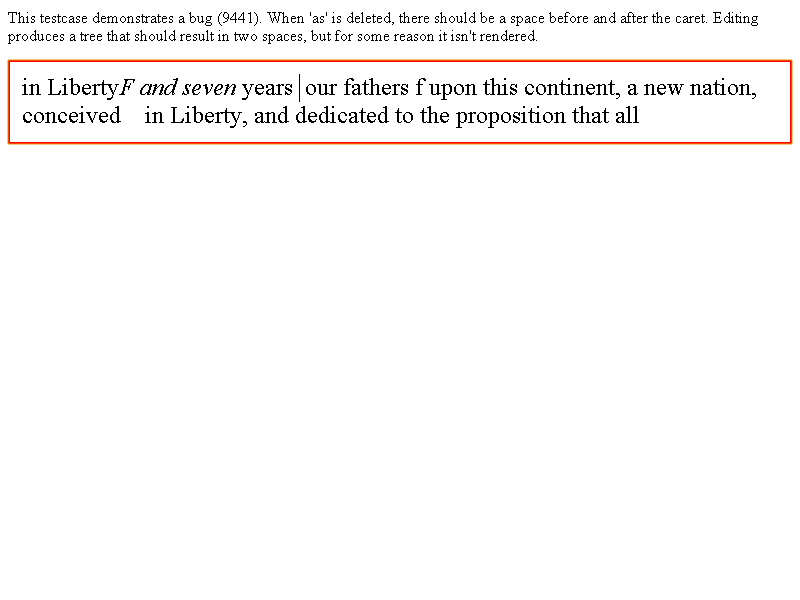 This testcase demonstrates a bug (9441). When 'as' is deleted, there should be a space before and after the caret. Editing
produces a tree that should result in two spaces, but for some reason it isn't rendered.
in LibertyF and seven years our fathers f upon this continent, a new nation,
conceived    in Liberty, and dedicated to the proposition that all